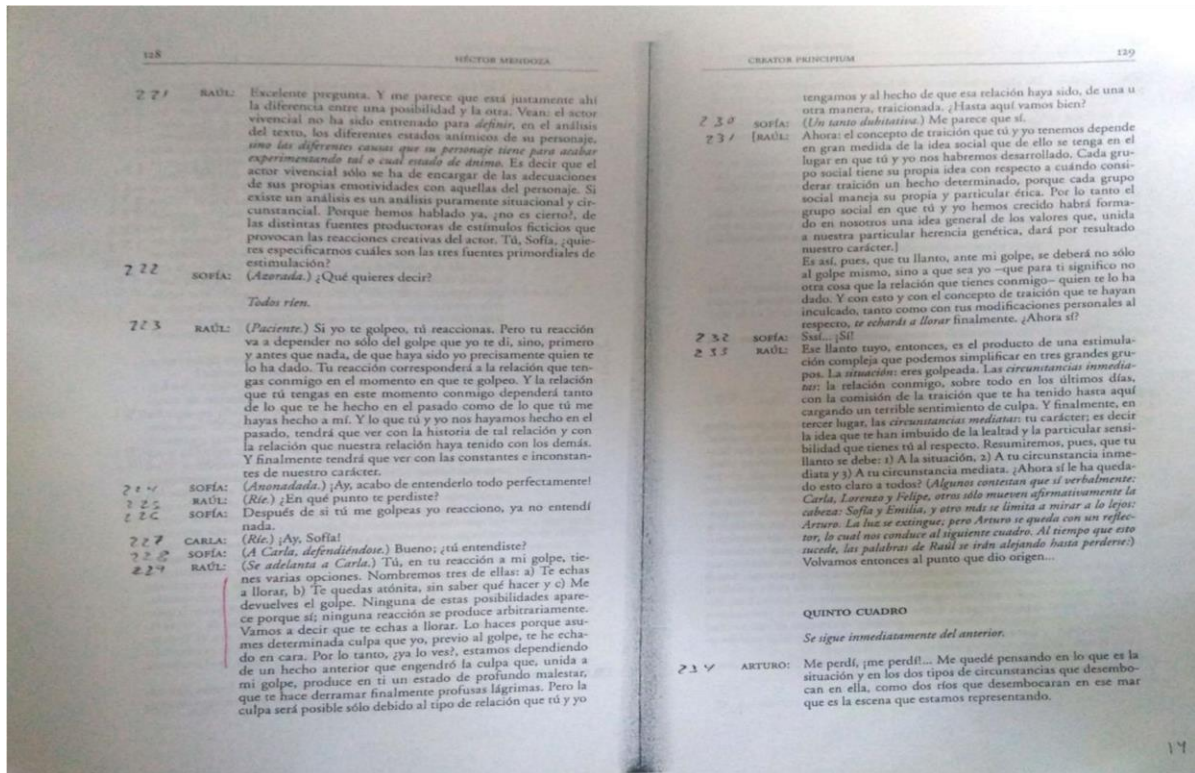 128
HÉCTOR MENDOZA
221 RAÚL: Excelente pregunta. Y me parece que está justamente ahí
la diferencia entre una posibilidad y la otra. Vean: el actor
vivencial no ha sido entrenado para definir, en el análisis
del texto, los diferentes estados anímicos de su personaje,
sino las diferentes causas que su personaje tiene para acabar
experimentando tal o cual estado de ánimo. Es decir que el
actor vivencial sólo se ha de encargar de las adecuaciones
de sus propias emotividades con aquellas del personaje. Si
existe un análisis es un análisis puramente situacional y cir-
cunstancial. Porque hemos hablado ya, ¿no es cierto?, de
las distintas fuentes productoras de estímulos ficticios que
provocan las reacciones creativas del actor. Tú, Sofía, ¿quie-
res especificarnos cuáles son las tres fuentes primordiales de
estimulación?
222 SOFÍA: (Azorada.) ¿Qué quieres decir?
Todos ríen.
223 RAÚL: (Paciente.) Si yo te golpeo, tú reaccionas. Pero tu reacción
va a depender no sólo del golpe que yo te di, sino, primero
y antes que nada, de que haya sido yo precisamente quien te
lo ha dado. Tu reacción corresponderá a la relación que ten-
gas conmigo en el momento en que te golpeo. Y la relación
que tú tengas en este momento conmigo dependerá tanto
de lo que te he hecho en el pasado como de lo que tú me
hayas hecho a mí. Y lo que tú y yo nos hayamos hecho en el
pasado, tendrá que ver con la historia de tal relación y con
la relación que nuestra relación haya tenido con los demás.
Y finalmente tendrá que ver con las constantes e inconstan-
tes de nuestro carácter.
224 SOFÍA: (Anonadada.) ¡Ay, acabo de entenderlo todo perfectamente!
225 RAÚL: (Ríe.) ¿En qué punto te perdiste?
226 SOFÍA: Después de si tú me golpeas yo reacciono, ya no entendí
nada.
227 CARLA: (Ríe.) ¡Ay, Sofía!
228 SOFÍA: (A Carla, defendiéndose.) Bueno; ¿tú entendiste?
229 RAÚL: (Se adelanta a Carla.) Tú, en tu reacción a mi golpe, tie-
nes varias opciones. Nombremos tres de ellas: a) Te echas
a llorar, b) Te quedas atónita, sin saber qué hacer y c) Me
devuelves el golpe. Ninguna de estas posibilidades apare-
ce porque sí; ninguna reacción se produce arbitrariamente.
Vamos a decir que te echas a llorar. Lo haces porque asu-
mes determinada culpa que yo, previo al golpe, te he echa-
do en cara. Por lo tanto, ¿ya lo ves?, estamos dependiendo
de un hecho anterior que engendró la culpa que, unida a
mi golpe, produce en ti un estado de profundo malestar,
que te hace derramar finalmente profusas lágrimas. Pero la
culpa será posible sólo debido al tipo de relación que tú y yo
CREATOR PRINCIPIUM
129
tengamos y al hecho de que esa relación haya sido, de una u
otra manera, traicionada. ¿Hasta aquí vamos bien?
230 SOFÍA: (Un tanto dubitativa.) Me parece que sí.
231 [RAÚL: Ahora: el concepto de traición que tú y yo tenemos depende
en gran medida de la idea social que de ello se tenga en el
lugar en que tú y yo nos habremos desarrollado. Cada gru-
po social tiene su propia idea con respecto a cuándo consi-
derar traición un hecho determinado, porque cada grupo
social maneja su propia y particular ética. Por lo tanto el
grupo social en que tú y yo hemos crecido habrá forma-
do en nosotros una idea general de los valores que, unida
a nuestra particular herencia genética, dará por resultado
nuestro carácter.]
Es así, pues, que tu llanto, ante mi golpe, se deberá no sólo
al golpe mismo, sino a que sea yo –que para ti significo no
otra cosa que la relación que tienes conmigo– quien te lo ha
dado. Y con esto y con el concepto de traición que te hayan
inculcado, tanto como con tus modificaciones personales al
respecto, te echarás a llorar finalmente. ¿Ahora sí?
232 SOFÍA: Sssí... ¡Sí!
233 RAÚL: Ese llanto tuyo, entonces, es el producto de una estimula-
ción compleja que podemos simplificar en tres grandes gru-
pos. La situación: eres golpeada. Las circunstancias inmedia-
tas: la relación conmigo, sobre todo en los últimos días,
con la comisión de la traición que te ha tenido hasta aquí
cargando un terrible sentimiento de culpa. Y finalmente, en
tercer lugar, las circunstancias mediatas: tu carácter; es decir
la idea que te han imbuido de la lealtad y la particular sensi-
bilidad que tienes tú al respecto. Resumiremos, pues, que tu
llanto se debe: 1) A la situación, 2) A tu circunstancia inme-
diata y 3) A tu circunstancia mediata. ¿Ahora sí le ha queda-
do esto claro a todos? (Algunos contestan que sí verbalmente:
Carla, Lorenzo y Felipe, otros sólo mueven afirmativamente la
cabeza: Sofía y Emilia, y otro más se limita a mirar a lo lejos:
Arturo. La luz se extingue; pero Arturo se queda con un reflec-
tor, lo cual nos conduce al siguiente cuadro. Al tiempo que esto
sucede, las palabras de Raúl se irán alejando hasta perderse:)
Volvamos entonces al punto que dio origen...
QUINTO CUADRO
Se sigue inmediatamente del anterior.
234 ARTURO: Me perdí, ¡me perdí!... Me quedé pensando en lo que es la
situación y en los dos tipos de circunstancias que desembo-
can en ella, como dos ríos que desembocaran en ese mar
que es la escena que estamos representando.
14